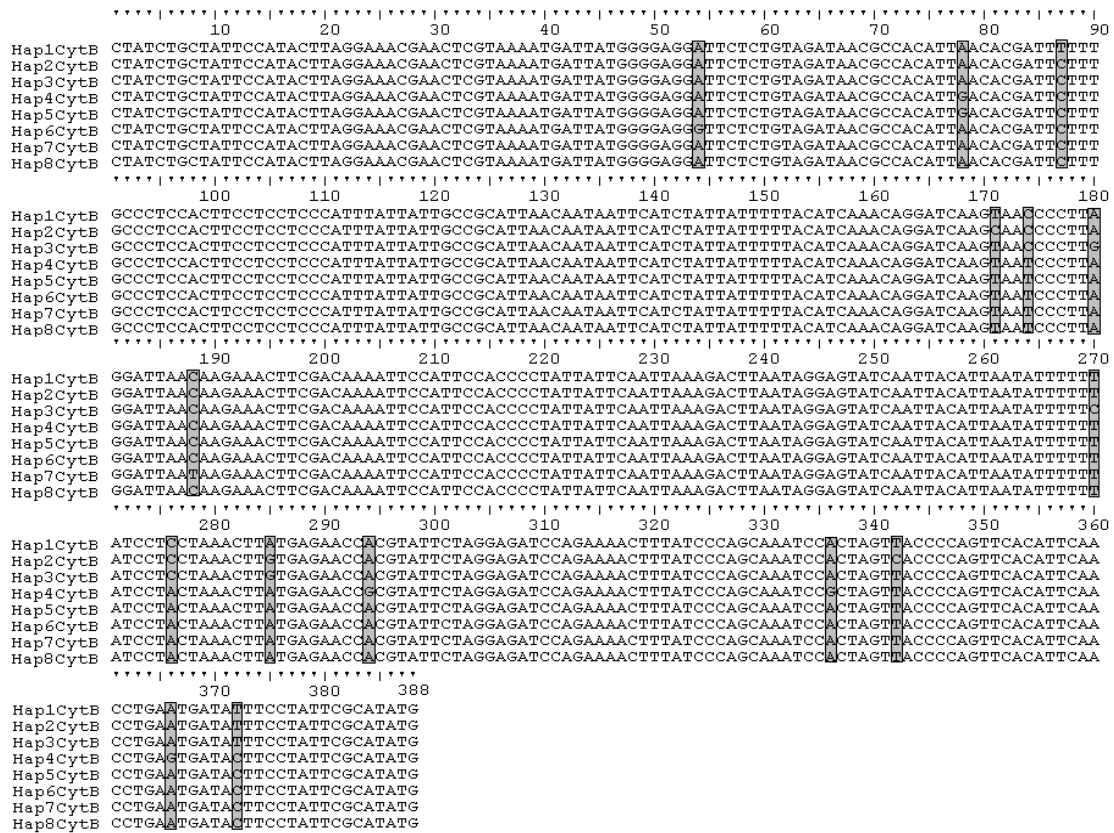 10 20 30 40 50 60 70 80 90
Hap1CytB CTATCTGCTATTCCATACTTAGGAAACGAACTCGTAAAATGATTATGGGGAGGATTCTCTGTAGATAACGCCACATTAACACGATTTTTT
Hap2CytB CTATCTGCTATTCCATACTTAGGAAACGAACTCGTAAAATGATTATGGGGAGGATTCTCTGTAGATAACGCCACATTAACACGATTCTTT
Hap3CytB CTATCTGCTATTCCATACTTAGGAAACGAACTCGTAAAATGATTATGGGGAGGATTCTCTGTAGATAACGCCACATTAACACGATTCTTT
Hap4CytB CTATCTGCTATTCCATACTTAGGAAACGAACTCGTAAAATGATTATGGGGAGGATTCTCTGTAGATAACGCCACATTGACACGATTCTTT
Hap5CytB CTATCTGCTATTCCATACTTAGGAAACGAACTCGTAAAATGATTATGGGGAGGATTCTCTGTAGATAACGCCACATTGACACGATTCTTT
Hap6CytB CTATCTGCTATTCCATACTTAGGAAACGAACTCGTAAAATGATTATGGGGAGGGTTCTCTGTAGATAACGCCACATTAACACGATTCTTT
Hap7CytB CTATCTGCTATTCCATACTTAGGAAACGAACTCGTAAAATGATTATGGGGAGGATTCTCTGTAGATAACGCCACATTAACACGATTCTTT
Hap8CytB CTATCTGCTATTCCATACTTAGGAAACGAACTCGTAAAATGATTATGGGGAGGATTCTCTGTAGATAACGCCACATTAACACGATTCTTT
100 110 120 130 140 150 160 170 180
Hap1CytB GCCCTCCACTTCCTCCTCCCATTTATTATTGCCGCATTAACAATAATTCATCTATTATTTTTACATCAAACAGGATCAAGTAACCCCTTA
Hap2CytB GCCCTCCACTTCCTCCTCCCATTTATTATTGCCGCATTAACAATAATTCATCTATTATTTTTACATCAAACAGGATCAAGCAACCCCTTA
Hap3CytB GCCCTCCACTTCCTCCTCCCATTTATTATTGCCGCATTAACAATAATTCATCTATTATTTTTACATCAAACAGGATCAAGTAACCCCTTG
Hap4CytB GCCCTCCACTTCCTCCTCCCATTTATTATTGCCGCATTAACAATAATTCATCTATTATTTTTACATCAAACAGGATCAAGTAATCCCTTA
Hap5CytB GCCCTCCACTTCCTCCTCCCATTTATTATTGCCGCATTAACAATAATTCATCTATTATTTTTACATCAAACAGGATCAAGTAATCCCTTA
Hap6CytB GCCCTCCACTTCCTCCTCCCATTTATTATTGCCGCATTAACAATAATTCATCTATTATTTTTACATCAAACAGGATCAAGTAATCCCTTA
Hap7CytB GCCCTCCACTTCCTCCTCCCATTTATTATTGCCGCATTAACAATAATTCATCTATTATTTTTACATCAAACAGGATCAAGTAATCCCTTA
Hap8CytB GCCCTCCACTTCCTCCTCCCATTTATTATTGCCGCATTAACAATAATTCATCTATTATTTTTACATCAAACAGGATCAAGTAATCCCTTA
190 200 210 220 230 240 250 260 270
Hap1CytB GGATTAACAAGAAACTTCGACAAAATTCCATTCCACCCCTATTATTCAATTAAAGACTTAATAGGAGTATCAATTACATTAATATTTTTT
Hap2CytB GGATTAACAAGAAACTTCGACAAAATTCCATTCCACCCCTATTATTCAATTAAAGACTTAATAGGAGTATCAATTACATTAATATTTTTC
Hap3CytB GGATTAACAAGAAACTTCGACAAAATTCCATTCCACCCCTATTATTCAATTAAAGACTTAATAGGAGTATCAATTACATTAATATTTTTC
Hap4CytB GGATTAACAAGAAACTTCGACAAAATTCCATTCCACCCCTATTATTCAATTAAAGACTTAATAGGAGTATCAATTACATTAATATTTTTT
Hap5CytB GGATTAACAAGAAACTTCGACAAAATTCCATTCCACCCCTATTATTCAATTAAAGACTTAATAGGAGTATCAATTACATTAATATTTTTT
Hap6CytB GGATTAACAAGAAACTTCGACAAAATTCCATTCCACCCCTATTATTCAATTAAAGACTTAATAGGAGTATCAATTACATTAATATTTTTT
Hap7CytB GGATTAAAAAGAAACTTCGACAAAATTCCATTCCACCCCTATTATTCAATTAAAGACTTAATAGGAGTATCAATTACATTAATATTTTTT
Hap8CytB GGATTAACAAGAAACTTCGACAAAATTCCATTCCACCCCTATTATTCAATTAAAGACTTAATAGGAGTATCAATTACATTAATATTTTTT
280 290 300 310 320 330 340 350 360
Hap1CytB ATCCTCCTAAACTTATGAGAACCACGTATTCTAGGAGATCCAGAAAACTTTATCCCAGCAAATCCACTAGTTACCCCAGTTCACATTCAA
Hap2CytB ATCCTCCTAAACTTGTGAGAACCACGTATTCTAGGAGATCCAGAAAACTTTATCCCAGCAAATCCACTAGTCACCCCAGTTCACATTCAA
Hap3CytB ATCCTCCTAAACTTGTGAGAACCACGTATTCTAGGAGATCCAGAAAACTTTATCCCAGCAAATCCACTAGTTACCCCAGTTCACATTCAA
Hap4CytB ATCCTACTAAACTTATGAGAACCGCGTATTCTAGGAGATCCAGAAAACTTTATCCCAGCAAATCCGCTAGTTACCCCAGTTCACATTCAA
Hap5CytB ATCCTACTAAACTTATGAGAACCACGTATTCTAGGAGATCCAGAAAACTTTATCCCAGCAAATCCACTAGTTACCCCAGTTCACATTCAA
Hap6CytB ATCCTACTAAACTTATGAGAACCACGTATTCTAGGAGATCCAGAAAACTTTATCCCAGCAAATCCACTAGTTACCCCAGTTCACATTCAA
Hap7CytB ATCCTACTAAACTTATGAGAACCACGTATTCTAGGAGATCCAGAAAACTTTATCCCAGCAAATCCACTAGTTACCCCAGTTCACATTCAA
Hap8CytB ATCCTACTAAACTTATGAGAACCACGTATTCTAGGAGATCCAGAAAACTTTATCCCAGCAAATCCACTAGTTACCCCAGTTCACATTCAA
370 380 388
Hap1CytB CCTGAATGATATTTCCTATTCGCATATG
Hap2CytB CCTGAATGATATTTCCTATTCGCATATG
Hap3CytB CCTGAATGATATTTCCTATTCGCATATG
Hap4CytB CCTGAGTGATACTTCCTATTCGCATATG
Hap5CytB CCTGAATGATACTTCCTATTCGCATATG
Hap6CytB CCTGAATGATACTTCCTATTCGCATATG
Hap7CytB CCTGAATGATACTTCCTATTCGCATATG
Hap8CytB CCTGAATGATACTTCCTATTCGCATATG